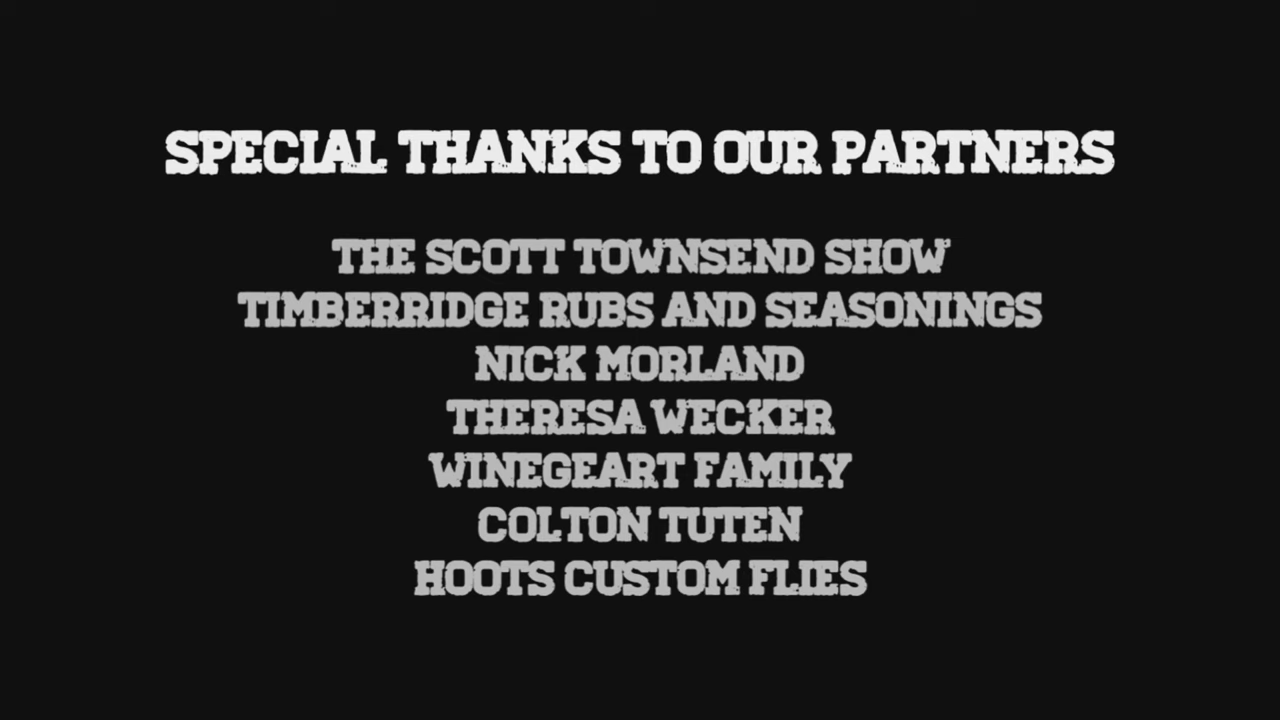 SPECIAL THANKS TO OUR PARTNERS
THE SCOTT TOWNSEND SHOW
TIMBERRIDGE RUBS AND SEASONINGS
NICK MORLAND
THERESA WECKER
WINEGEART FAMILY
COLTON TUTEN
HOOTS CUSTOM FLIES